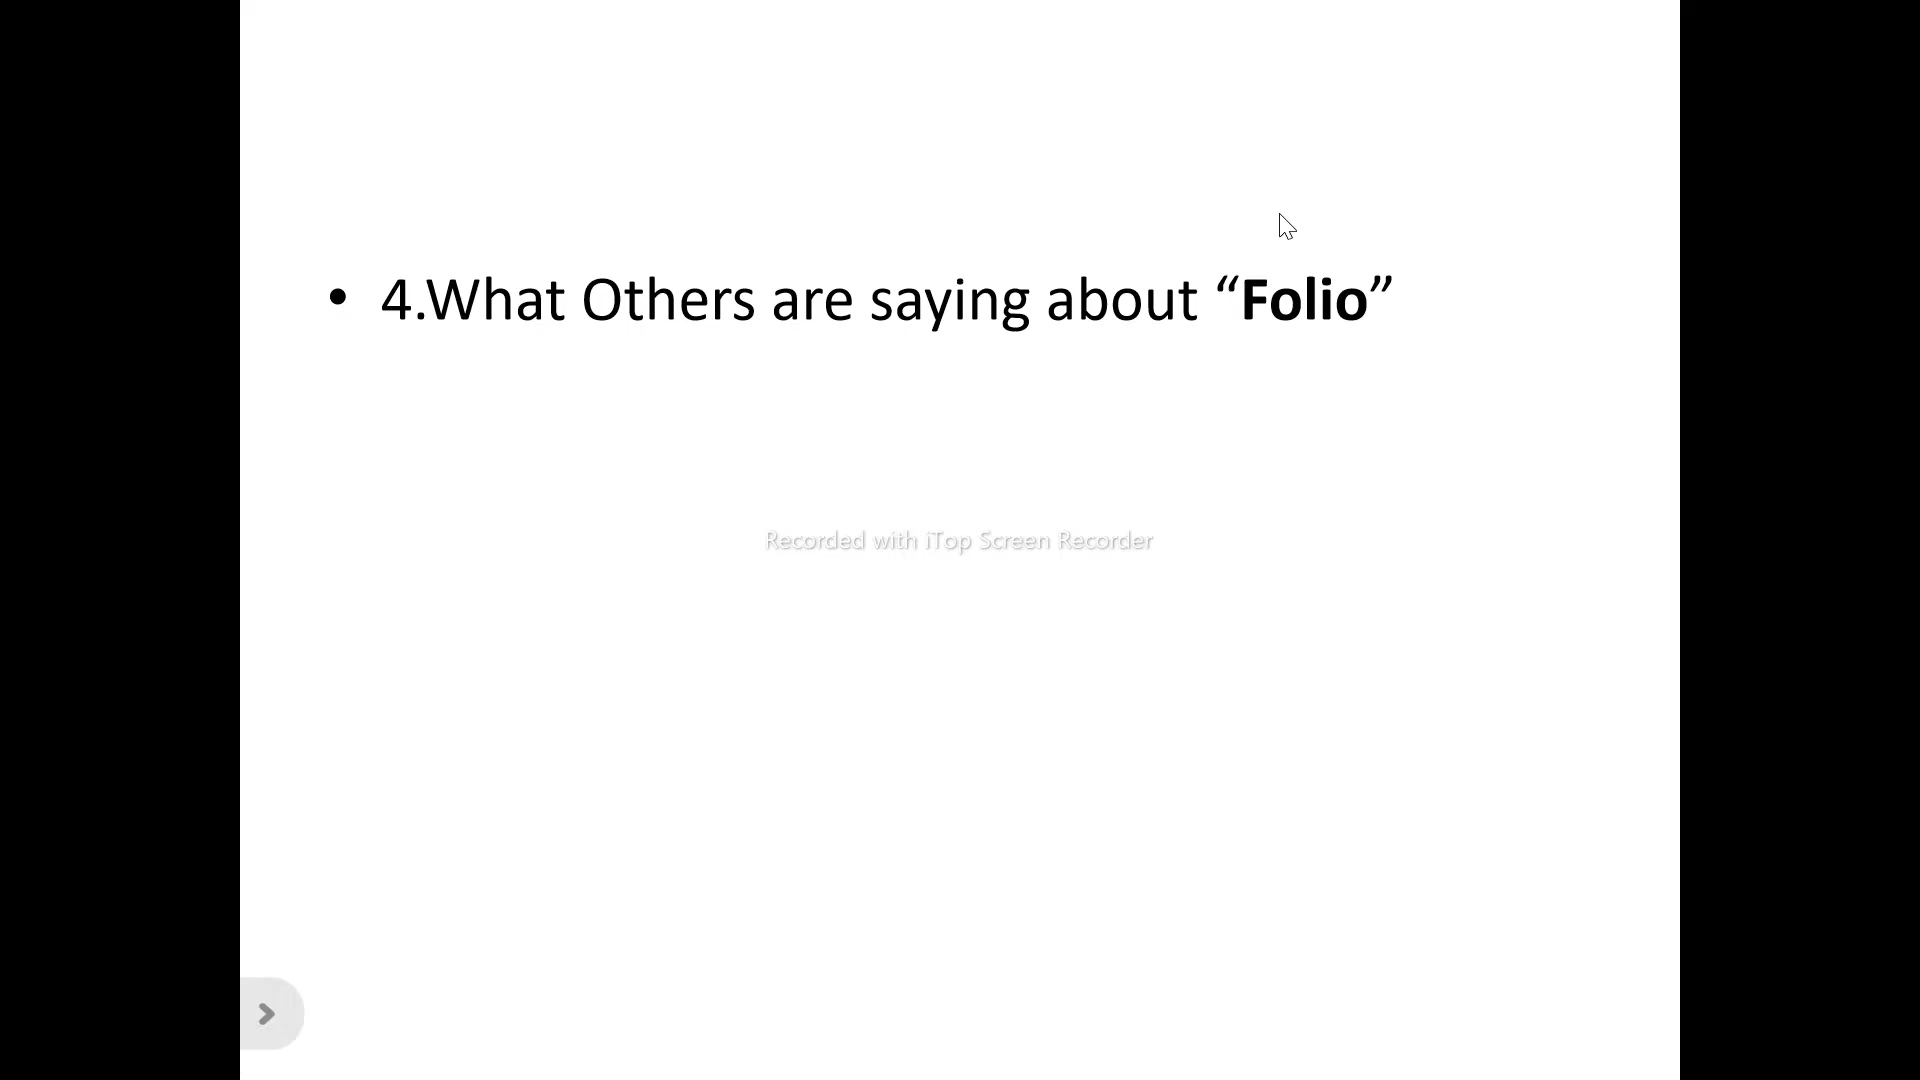 • 4.What Others are saying about “Folio”
Recorded with iTop Screen Recorder